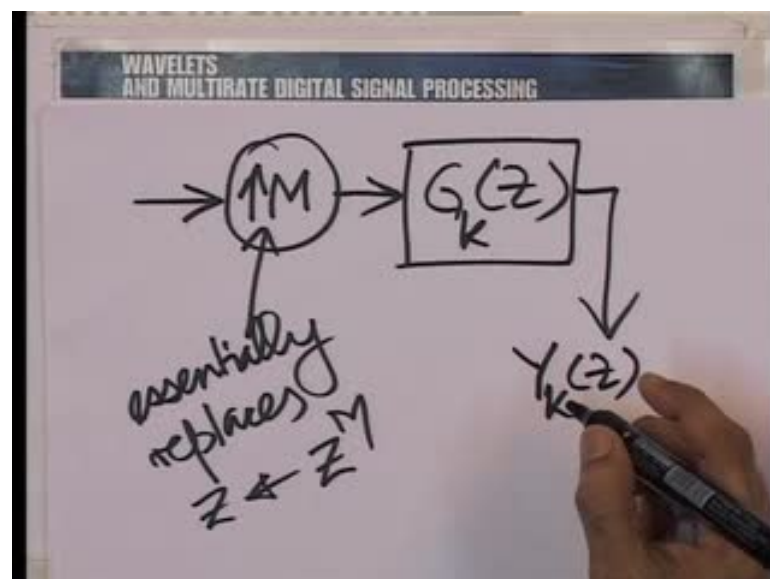 WAVELETS
AND MULTIRATE DIGITAL SIGNAL PROCESSING
↑M
G_k(Z)
essentially
replaces
Z ← Z^M
Y_k(Z)